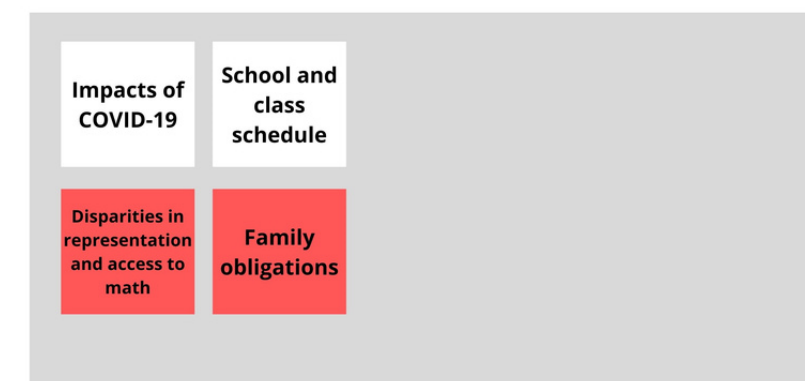 Impacts of
COVID-19
School and
class
schedule
Disparities in
representation
and access to
math
Family
obligations